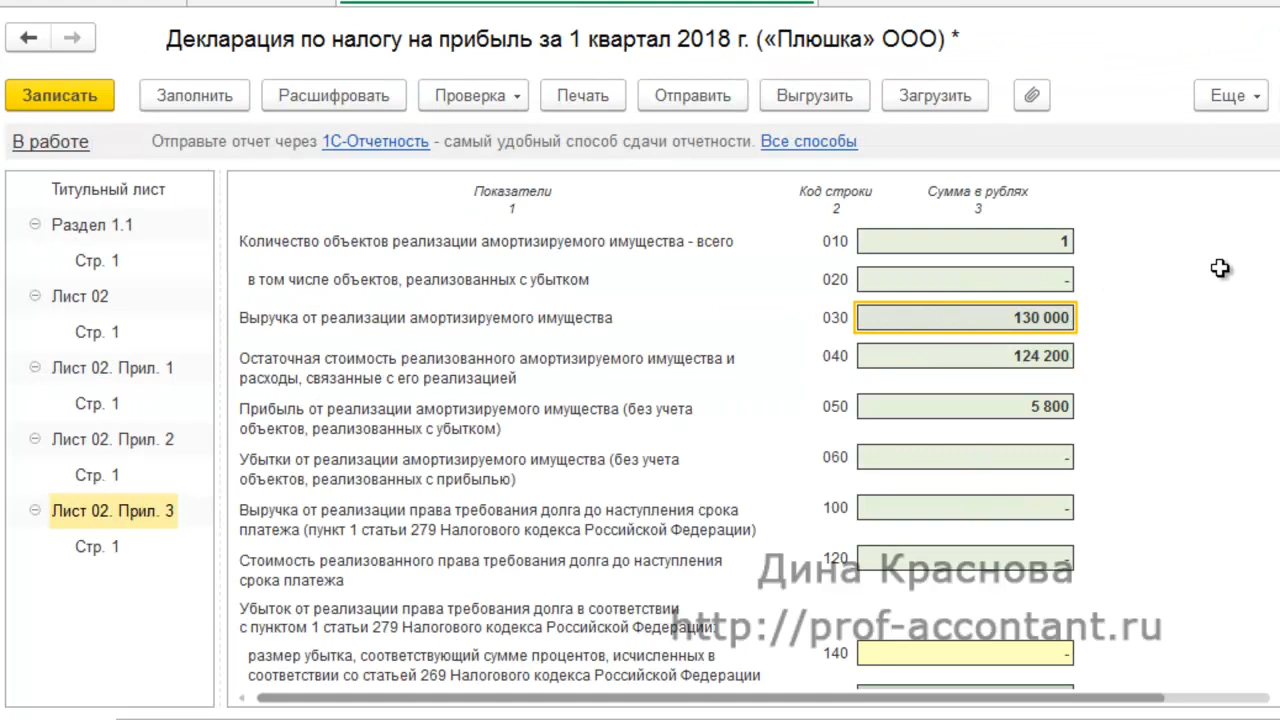 Декларация по налогу на прибыль за 1 квартал 2018 г. («Плюшка» ООО) *
Записать Заполнить Расшифровать Проверка Печать Отправить Выгрузить Загрузить Еще
В работе Отправьте отчет через 1С-Отчетность - самый удобный способ сдачи отчетности. Все способы
Титульный лист
Раздел 1.1
Стр. 1
Лист 02
Стр. 1
Лист 02. Прил. 1
Стр. 1
Лист 02. Прил. 2
Стр. 1
Лист 02. Прил. 3
Стр. 1
Показатели Код строки Сумма в рублях
1 2 3
Количество объектов реализации амортизируемого имущества - всего 010 1
в том числе объектов, реализованных с убытком 020 -
Выручка от реализации амортизируемого имущества 030 130 000
Остаточная стоимость реализованного амортизируемого имущества и 040 124 200
расходы, связанные с его реализацией
Прибыль от реализации амортизируемого имущества (без учета 050 5 800
объектов, реализованных с убытком)
Убытки от реализации амортизируемого имущества (без учета 060 -
объектов, реализованных с прибылью)
Выручка от реализации права требования долга до наступления срока 100 -
платежа (пункт 1 статьи 279 Налогового кодекса Российской Федерации)
Стоимость реализованного права требования долга до наступления 120 -
срока платежа
Убыток от реализации права требования долга в соответствии
с пунктом 1 статьи 279 Налогового кодекса Российской Федерации:
размер убытка, соответствующий сумме процентов, исчисленных в 140 -
соответствии со статьей 269 Налогового кодекса Российской Федерации
Дина Краснова
http://prof-accontant.ru